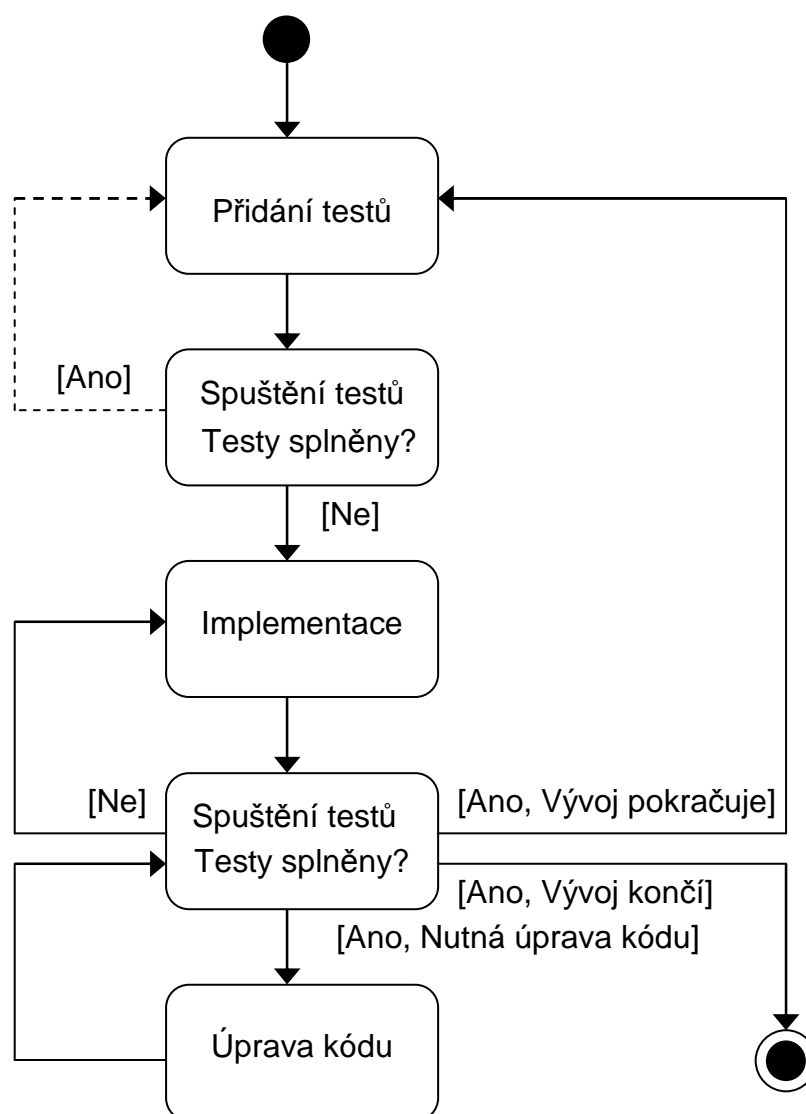 Přidání testů
[Ano]
Spuštění testů
Testy splněny?
[Ne]
Implementace
[Ne]
Spuštění testů
Testy splněny?
[Ano, Vývoj pokračuje]
[Ano, Vývoj končí]
[Ano, Nutná úprava kódu]
Úprava kódu